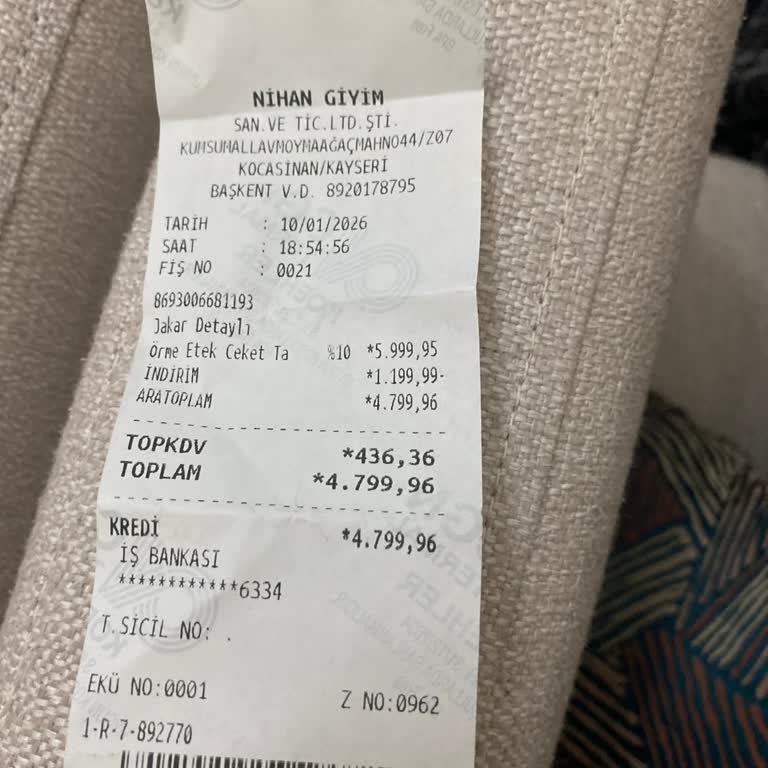 NİHAN GİYİM
SAN.VE TİC.LTD.ŞTİ.
KUMSUMALLAVMOYMAAĞAÇMAHNO44/Z07
KOCASİNAN/KAYSERİ
BAŞKENT V.D. 8920178795
TARİH : 10/01/2026
SAAT : 18:54:56
FİŞ NO : 0021
8693006681193
Jakar Detaylı
Örme Etek Ceket Ta %10 *5.999,95
İNDİRİM *1.199,99-
ARATOPLAM *4.799,96
TOPKDV *436,36
TOPLAM *4.799,96
KREDİ *4.799,96
İŞ BANKASI
************6334
T.SİCİL NO: .
EKÜ NO:0001 Z NO:0962
1-R-7-892770